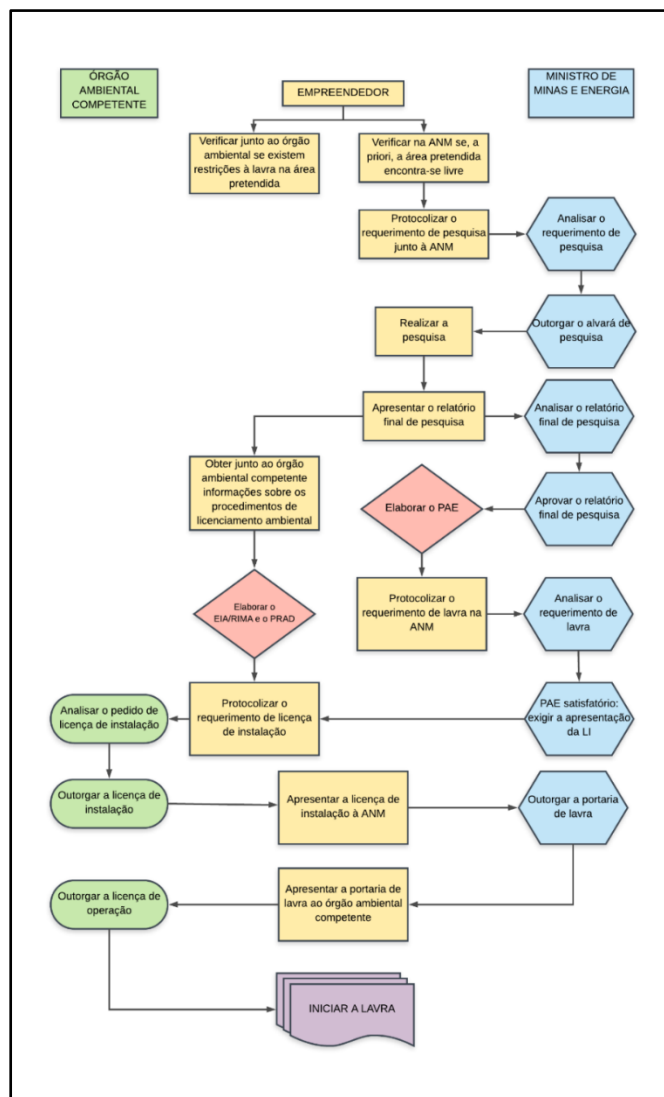 ÓRGÃO
AMBIENTAL
COMPETENTE
EMPREENDEDOR
MINISTRO DE
MINAS E ENERGIA
Verificar junto ao órgão
ambiental se existem
restrições à lavra na área
pretendida
Verificar na ANM se, a
priori, a área pretendida
encontra-se livre
Protocolizar o
requerimento de pesquisa
junto à ANM
Analisar o
requerimento de
pesquisa
Realizar a
pesquisa
Outorgar o alvará de
pesquisa
Apresentar o relatório
final de pesquisa
Analisar o relatório
final de pesquisa
Obter junto ao órgão
ambiental competente
informações sobre os
procedimentos de
licenciamento ambiental
Elaborar o PAE
Aprovar o relatório
final de pesquisa
Elaborar o
EIA/RIMA e o PRAD
Protocolizar o
requerimento de lavra na
ANM
Analisar o
requerimento de
lavra
Analisar o pedido de
licença de instalação
Protocolizar o
requerimento de licença
de instalação
PAE satisfatório:
exigir a apresentação
da LI
Outorgar a licença de
instalação
Apresentar a licença de
instalação à ANM
Outorgar a portaria
de lavra
Outorgar a licença de
operação
Apresentar a portaria de
lavra ao órgão ambiental
competente
INICIAR A LAVRA